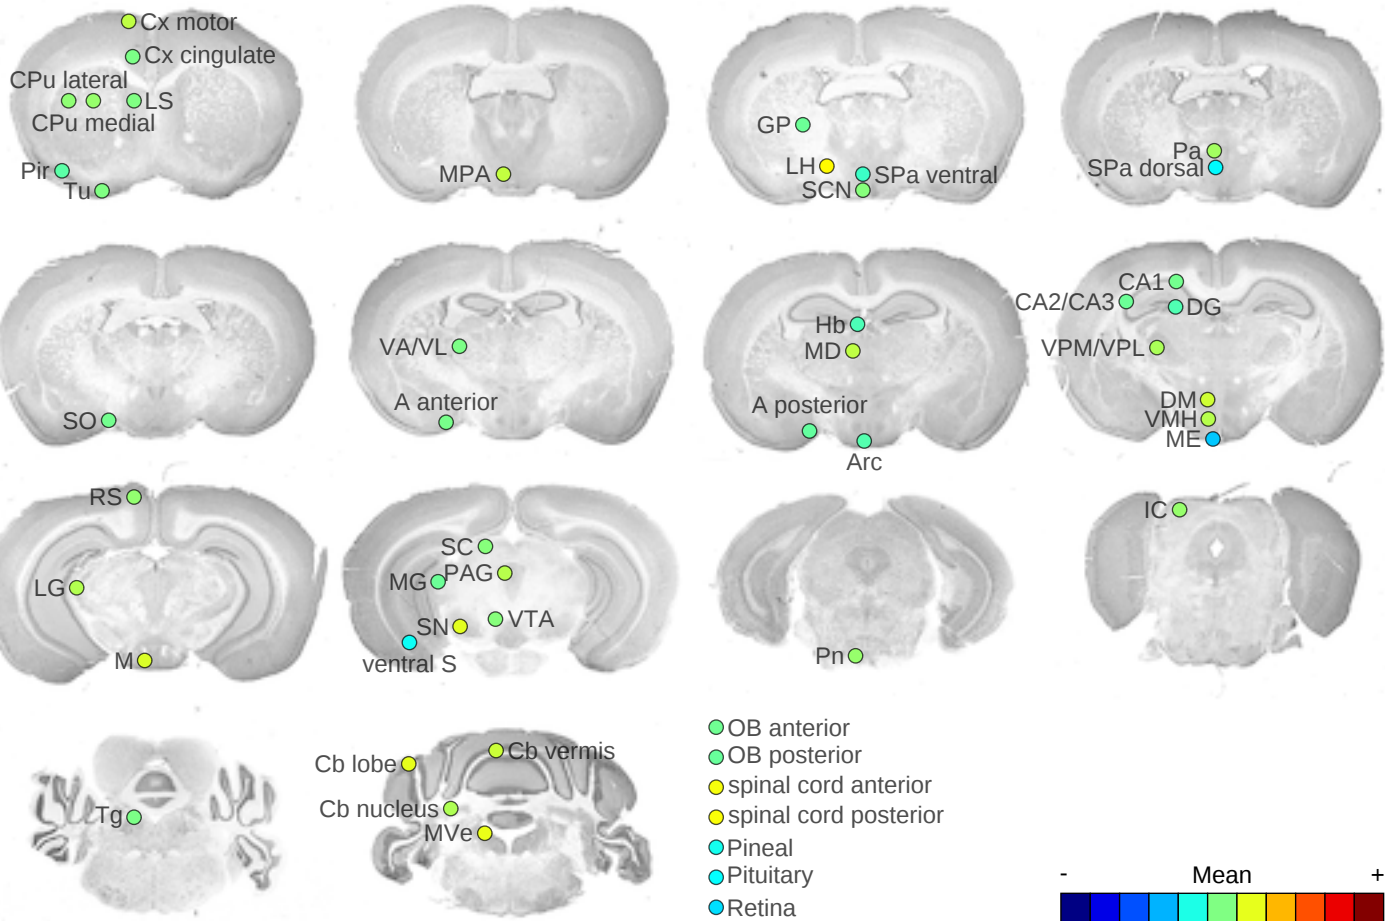 Cx motor
Cx cingulate
CPu lateral
LS
CPu medial
Pir
Tu
MPA
GP
LH
SPa ventral
SCN
Pa
SPa dorsal
SO
VA/VL
A anterior
Hb
MD
A posterior
Arc
CA1
CA2/CA3
DG
VPM/VPL
DM
VMH
ME
RS
LG
M
SC
MG
PAG
SN
VTA
ventral S
Pn
IC
Tg
Cb lobe
Cb vermis
Cb nucleus
MVe
OB anterior
OB posterior
spinal cord anterior
spinal cord posterior
Pineal
Pituitary
Retina
- Mean +